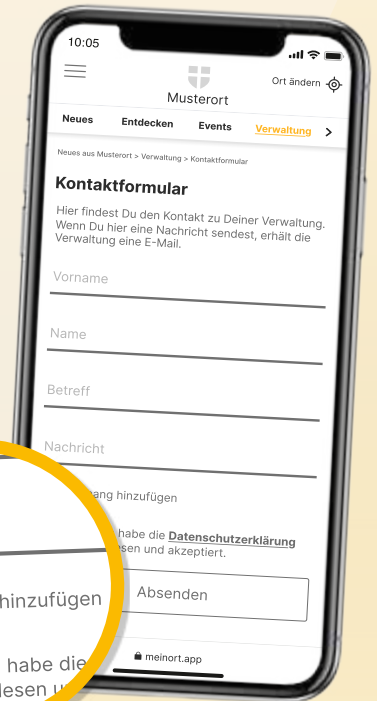 10:05
Musterort
Ort ändern
Neues Entdecken Events Verwaltung >
Neues aus Musterort > Verwaltung > Kontaktformular
Kontaktformular
Hier findest Du den Kontakt zu Deiner Verwaltung.
Wenn Du hier eine Nachricht sendest, erhält die
Verwaltung eine E-Mail.
Vorname
Name
Betreff
Nachricht
hinzufügen
habe die Datenschutzerklärung
und akzeptiert.
Absenden
meinort.app
hinzufügen
habe die